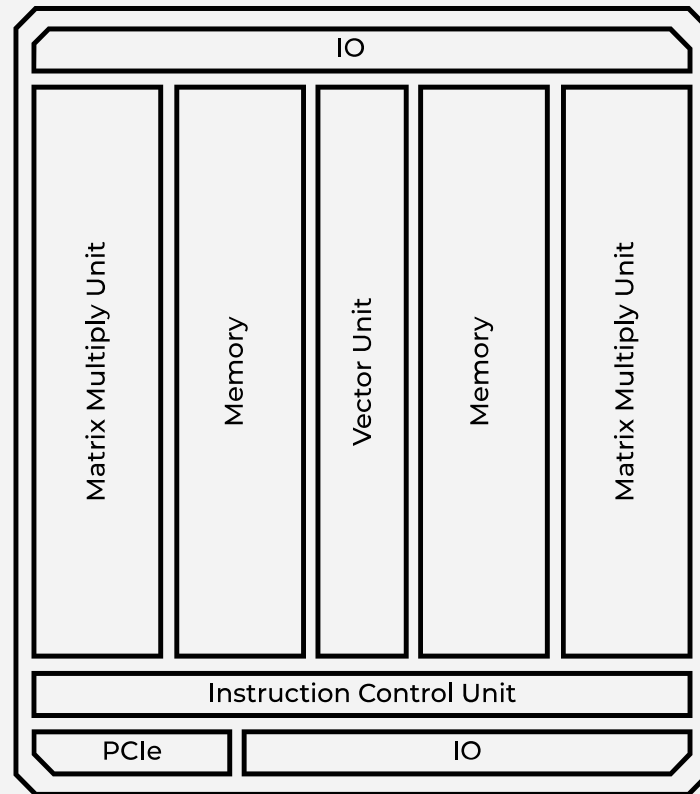 IO
Matrix Multiply Unit
Memory
Vector Unit
Memory
Matrix Multiply Unit
Instruction Control Unit
PCIe
IO